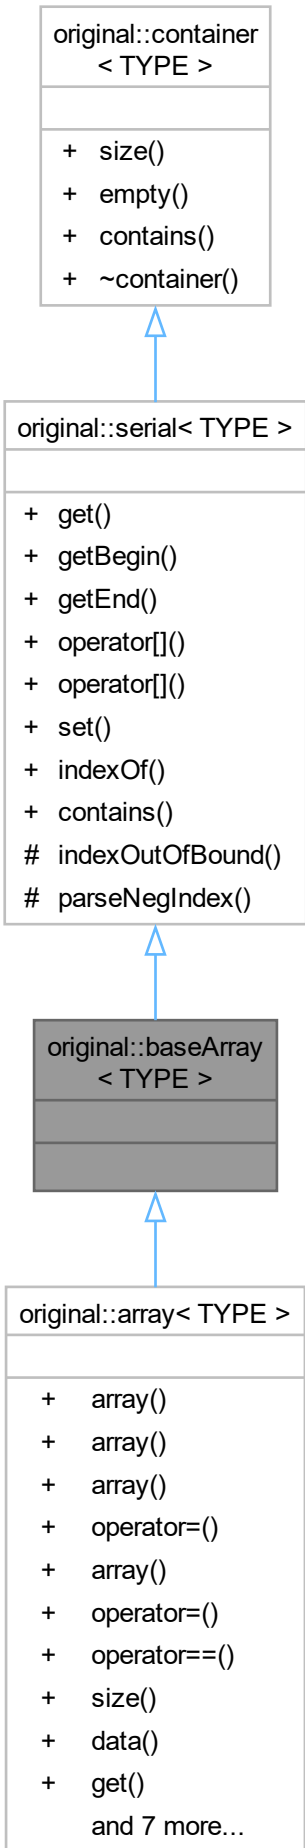 original::container
< TYPE >
+ size()
+ empty()
+ contains()
+ ~container()
original::serial< TYPE >
+ get()
+ getBegin()
+ getEnd()
+ operator[]()
+ operator[]()
+ set()
+ indexOf()
+ contains()
# indexOutOfBound()
# parseNegIndex()
original::baseArray
< TYPE >
original::array< TYPE >
+ array()
+ array()
+ array()
+ operator=()
+ array()
+ operator=()
+ operator==()
+ size()
+ data()
+ get()
and 7 more...